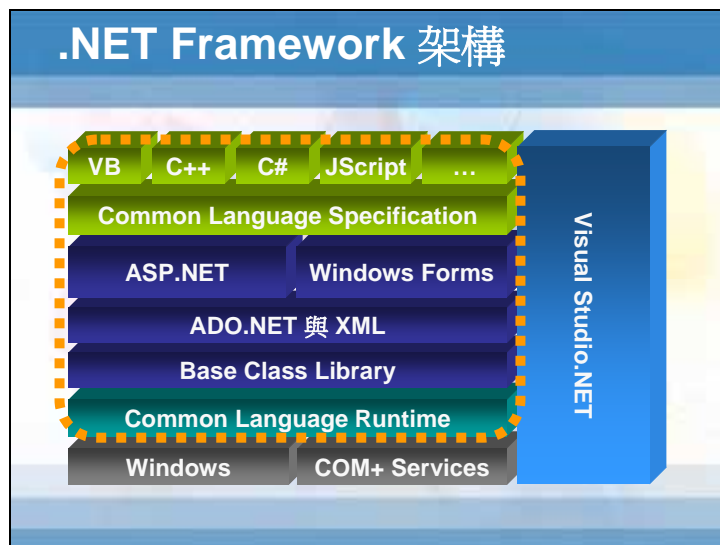 .NET Framework 架構
VB C++ C# JScript …
Common Language Specification
ASP.NET Windows Forms
ADO.NET 與 XML
Base Class Library
Common Language Runtime
Windows COM+ Services
Visual Studio.NET